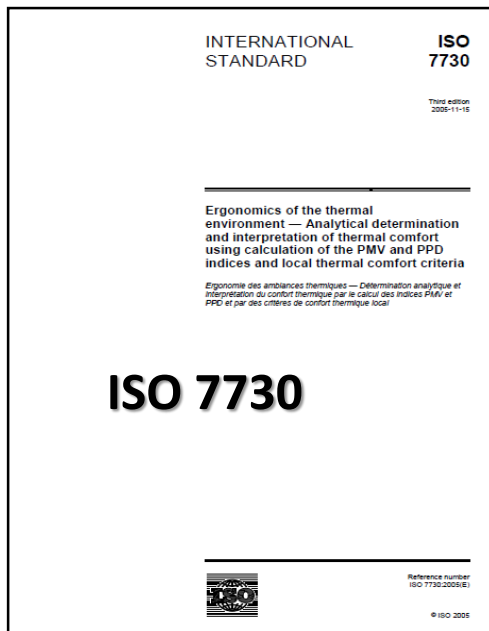 INTERNATIONAL
STANDARD
ISO
7730
Third edition
2005-11-15
Ergonomics of the thermal
environment — Analytical determination
and interpretation of thermal comfort
using calculation of the PMV and PPD
indices and local thermal comfort criteria
Ergonomie des ambiances thermiques — Détermination analytique et
interprétation du confort thermique par le calcul des indices PMV et
PPD et par des critères de confort thermique local
ISO 7730
ISO
Reference number
ISO 7730:2005(E)
© ISO 2005